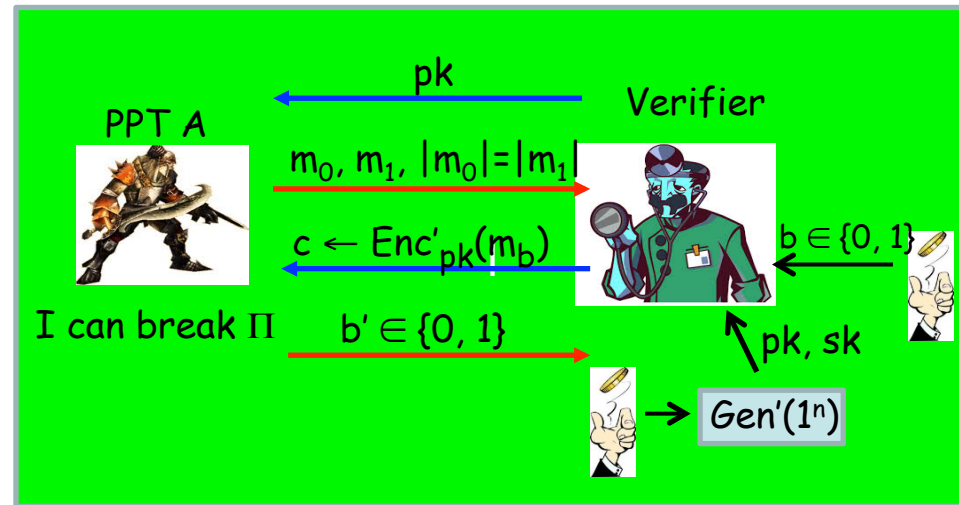 pk
Verifier
PPT A
m₀, m₁, |m₀|=|m₁|
c ← Enc’pk(m_b)
b ∈ {0, 1}
I can break Π
b’ ∈ {0, 1}
pk, sk
Gen’(1ⁿ)